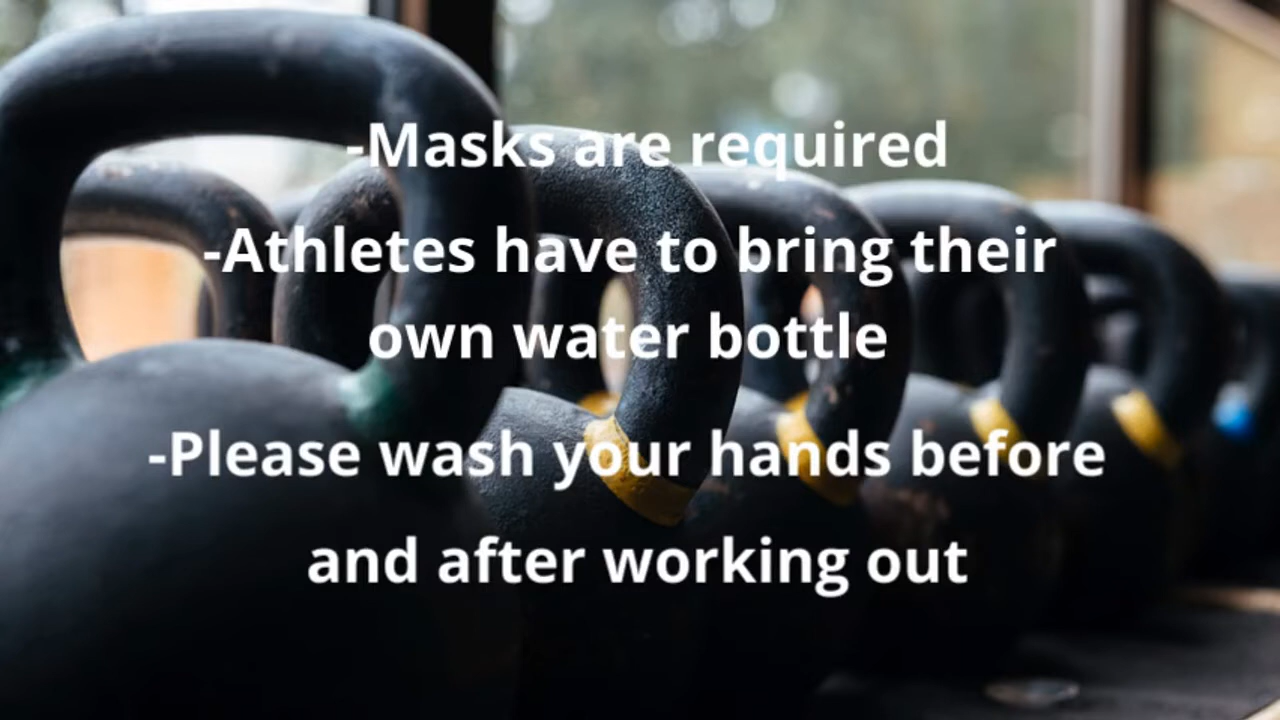 -Masks are required
-Athletes have to bring their
own water bottle
-Please wash your hands before
and after working out